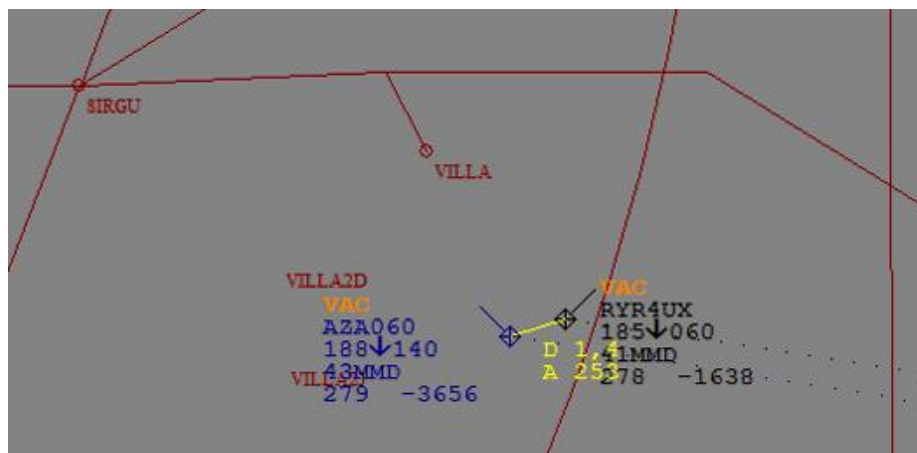 SIRGU
VILLA
VILLA2D
VAC
AZA060
188↓140
43MMD
279 -3656
VAC
RYR4UX
185↓060
41MMD
278 -1638
D 1,4
A 253